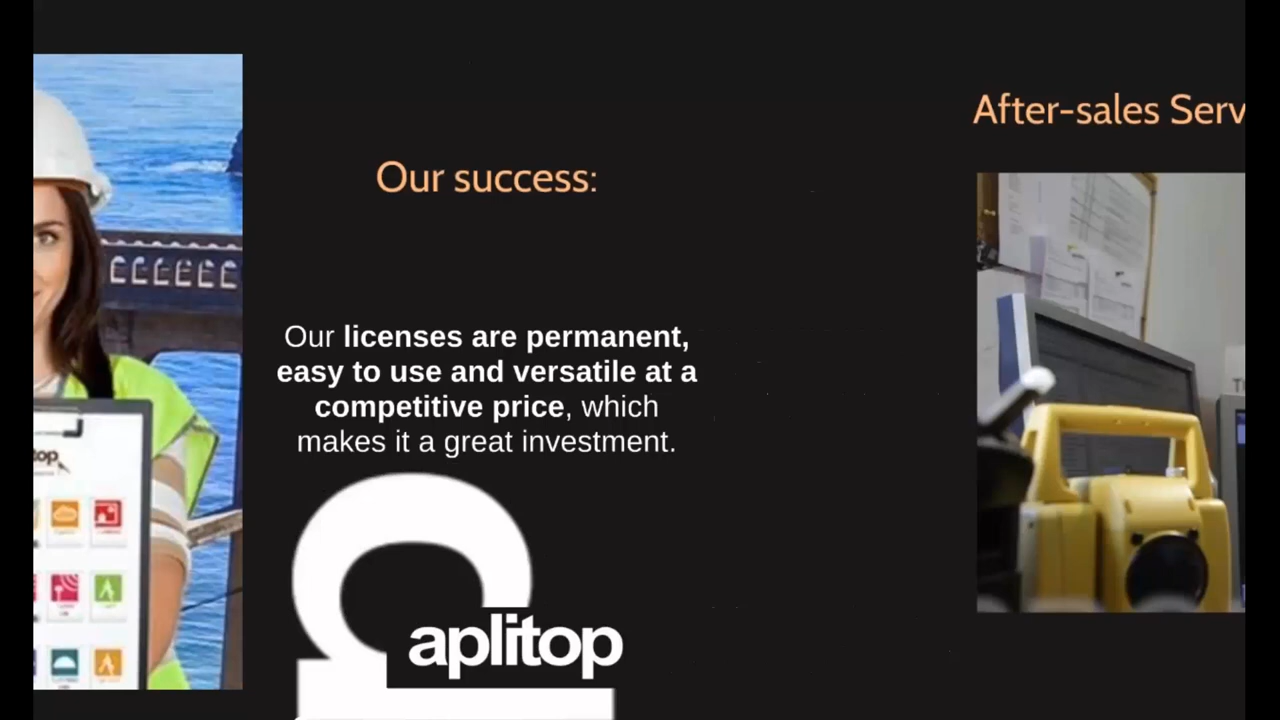 Our success:
Our licenses are permanent,
easy to use and versatile at a
competitive price, which
makes it a great investment.
aplitop
After-sales Serv
top